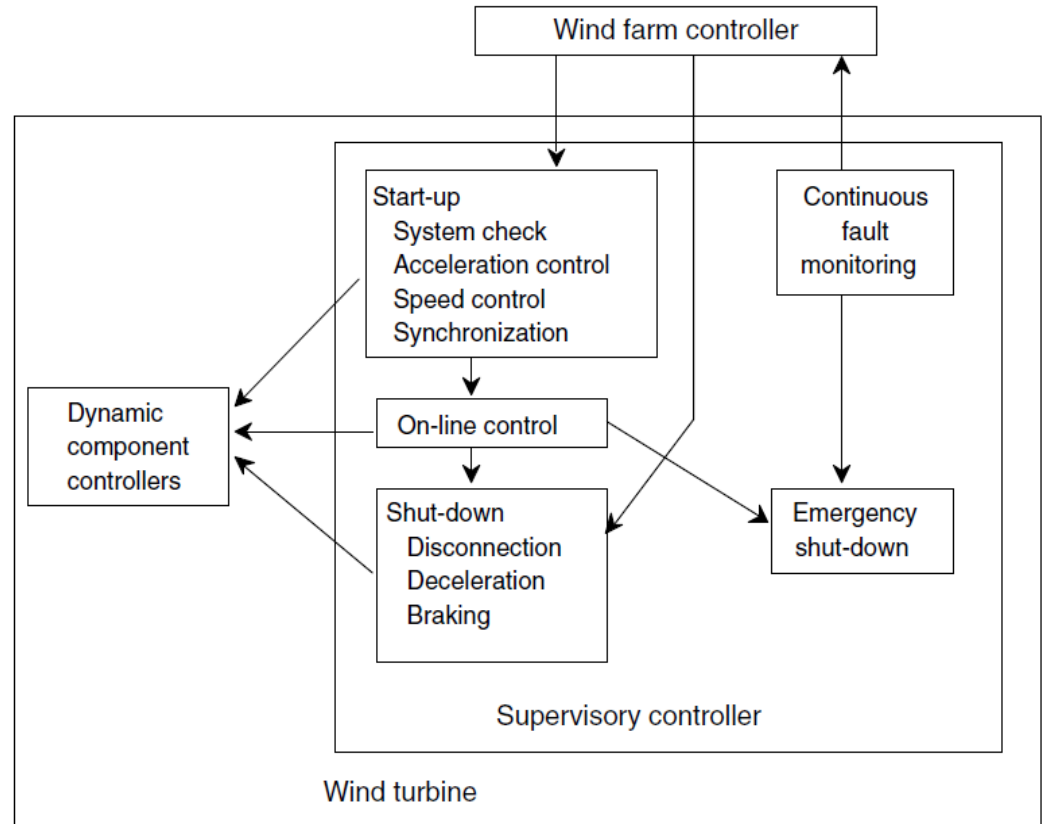 Wind farm controller
Start-up
System check
Acceleration control
Speed control
Synchronization
Continuous
fault
monitoring
On-line control
Dynamic
component
controllers
Shut-down
Disconnection
Deceleration
Braking
Emergency
shut-down
Supervisory controller
Wind turbine